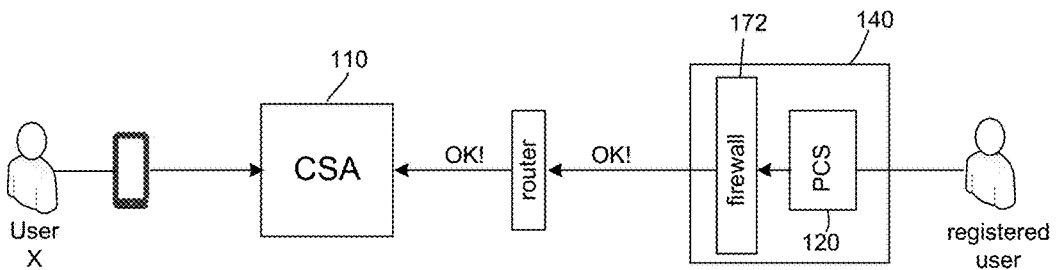 172
140
110
CSA
OK!
router
OK!
firewall
PCS
120
User
X
registered
user